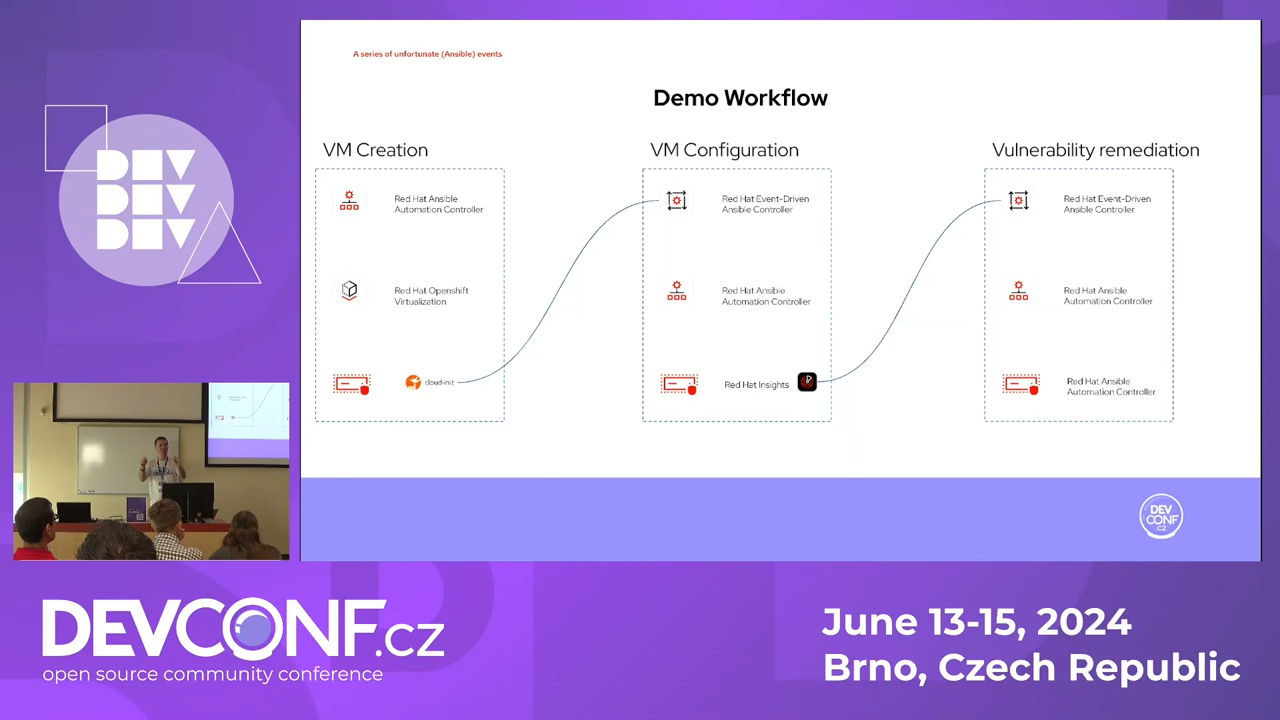 A series of unfortunate (Ansible) events
Demo Workflow
VM Creation
Red Hat Ansible
Automation Controller
Red Hat Openshift
Virtualization
cloud-init
VM Configuration
Red Hat Event-Driven
Ansible Controller
Red Hat Ansible
Automation Controller
Red Hat Insights
Vulnerability remediation
Red Hat Event-Driven
Ansible Controller
Red Hat Ansible
Automation Controller
Red Hat Ansible
Automation Controller
DEV
CONF
.CZ
DEV
DEV
DEV
DEVCONF.cz
open source community conference
June 13-15, 2024
Brno, Czech Republic